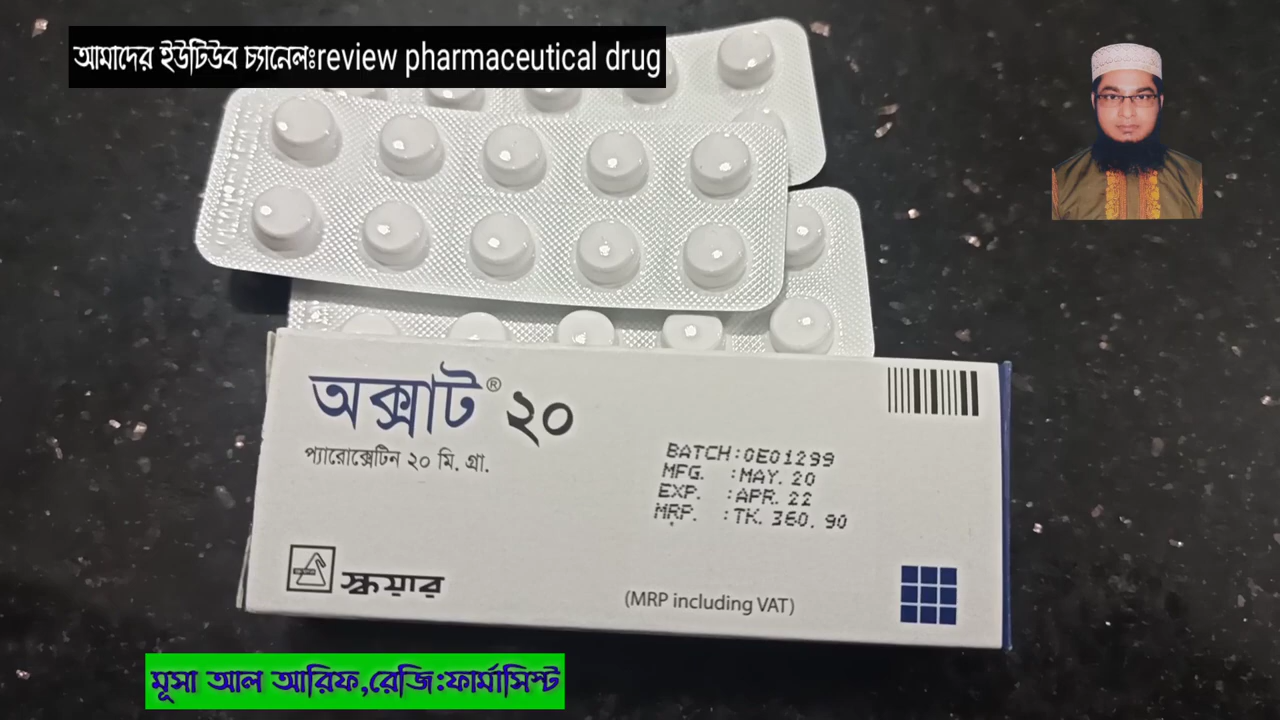 আমাদের ইউটিউব চ্যানেলঃreview pharmaceutical drug
অক্সাট® ২০
প্যারোক্সেটিন ২০ মি. গ্রা.
BATCH:0E01299
MFG. :MAY. 20
EXP. :APR. 22
MRP. :TK. 360. 90
স্কয়ার
(MRP including VAT)
মূসা আল আরিফ,রেজি:ফার্মাসিস্ট